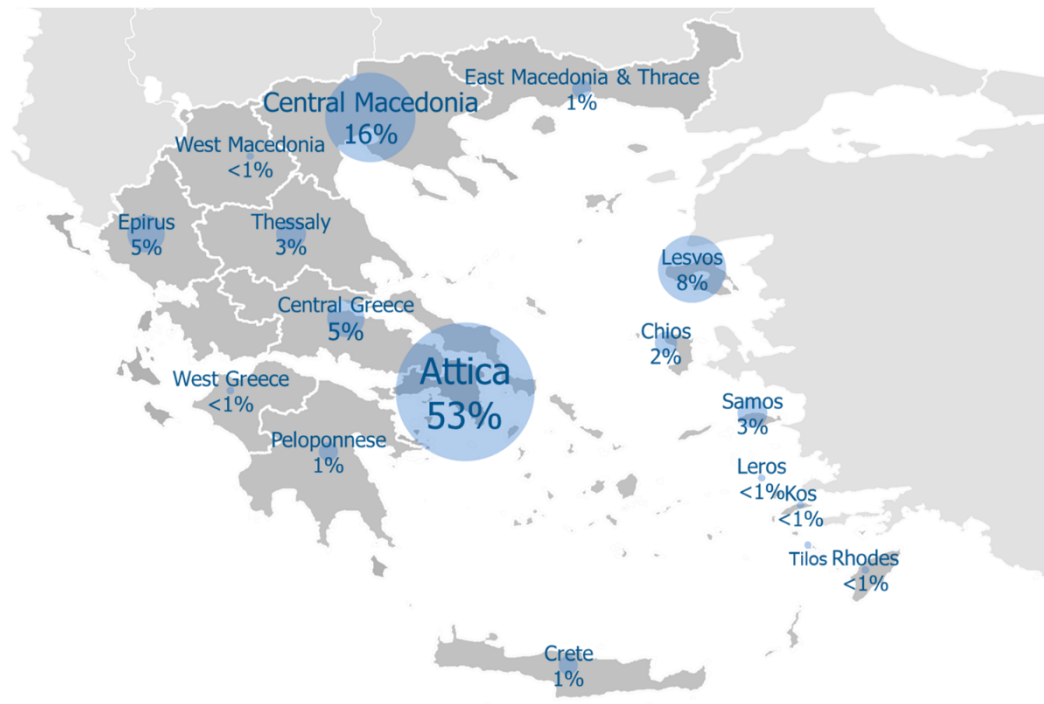 East Macedonia & Thrace
1%
Central Macedonia
16%
West Macedonia
<1%
Epirus
5%
Thessaly
3%
Lesvos
8%
Central Greece
5%
Chios
2%
Attica
53%
West Greece
<1%
Samos
3%
Peloponnese
1%
Leros
<1%
Kos
<1%
Tilos
Rhodes
<1%
Crete
1%